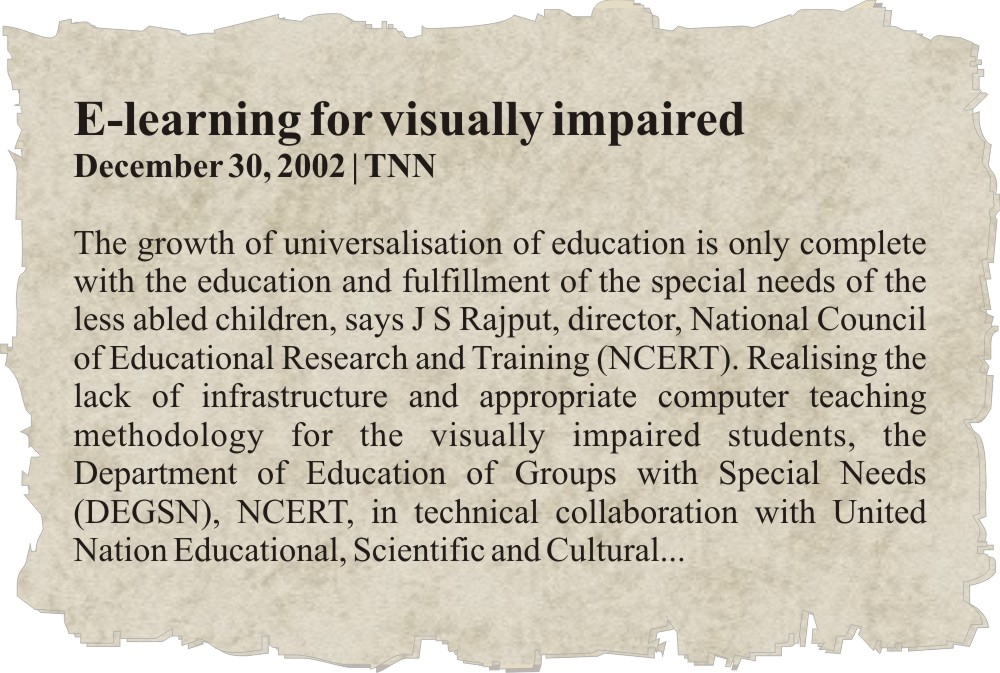 E-learning for visually impaired
December 30, 2002 | TNN
The growth of universalisation of education is only complete
with the education and fulfillment of the special needs of the
less abled children, says J S Rajput, director, National Council
of Educational Research and Training (NCERT). Realising the
lack of infrastructure and appropriate computer teaching
methodology for the visually impaired students, the
Department of Education of Groups with Special Needs
(DEGSN), NCERT, in technical collaboration with United
Nation Educational, Scientific and Cultural...